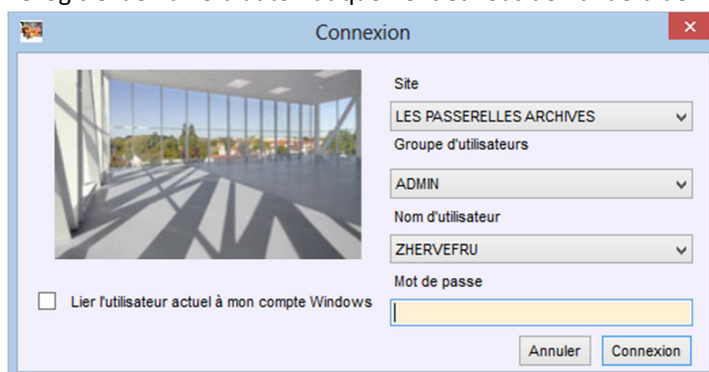 Connexion
Site
LES PASSERELLES ARCHIVES
Groupe d'utilisateurs
ADMIN
Nom d'utilisateur
ZHERVEFRU
Mot de passe
Lier l'utilisateur actuel à mon compte Windows
Annuler
Connexion